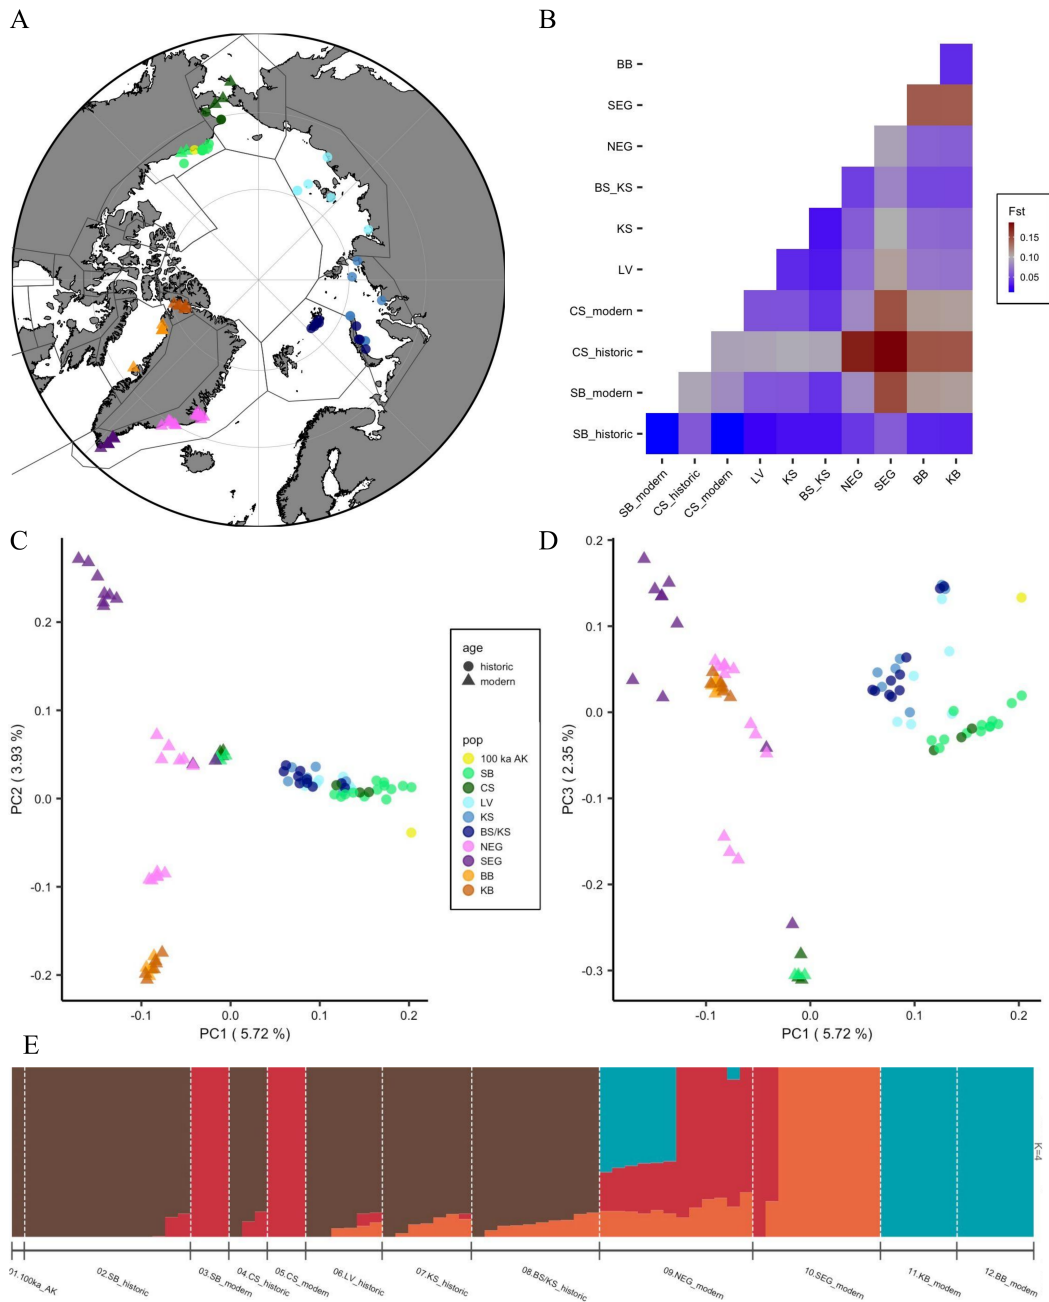 A
B
BB
SEG
NEG
BS_KS
KS
LV
CS_modern
CS_historic
SB_modern
SB_historic
SB_modern
CS_historic
CS_modern
LV
KS
BS_KS
NEG
SEG
BB
KB
Fst
0.15
0.10
0.05
C
PC2 ( 3.93 %)
0.2
0.1
0.0
-0.1
-0.2
-0.1
0.0
0.1
0.2
PC1 ( 5.72 %)
age
historic
modern
pop
100 ka AK
SB
CS
LV
KS
BS/KS
NEG
SEG
BB
KB
D
PC3 ( 2.35 %)
0.2
0.1
0.0
-0.1
-0.2
-0.3
-0.1
0.0
0.1
0.2
PC1 ( 5.72 %)
E
K=4
01.100ka_AK
02.SB_historic
03.SB_modern
04.CS_historic
05.CS_modern
06.LV_historic
07.KS_historic
08.BS/KS_historic
09.NEG_modern
10.SEG_modern
11.KB_modern
12.BB_modern